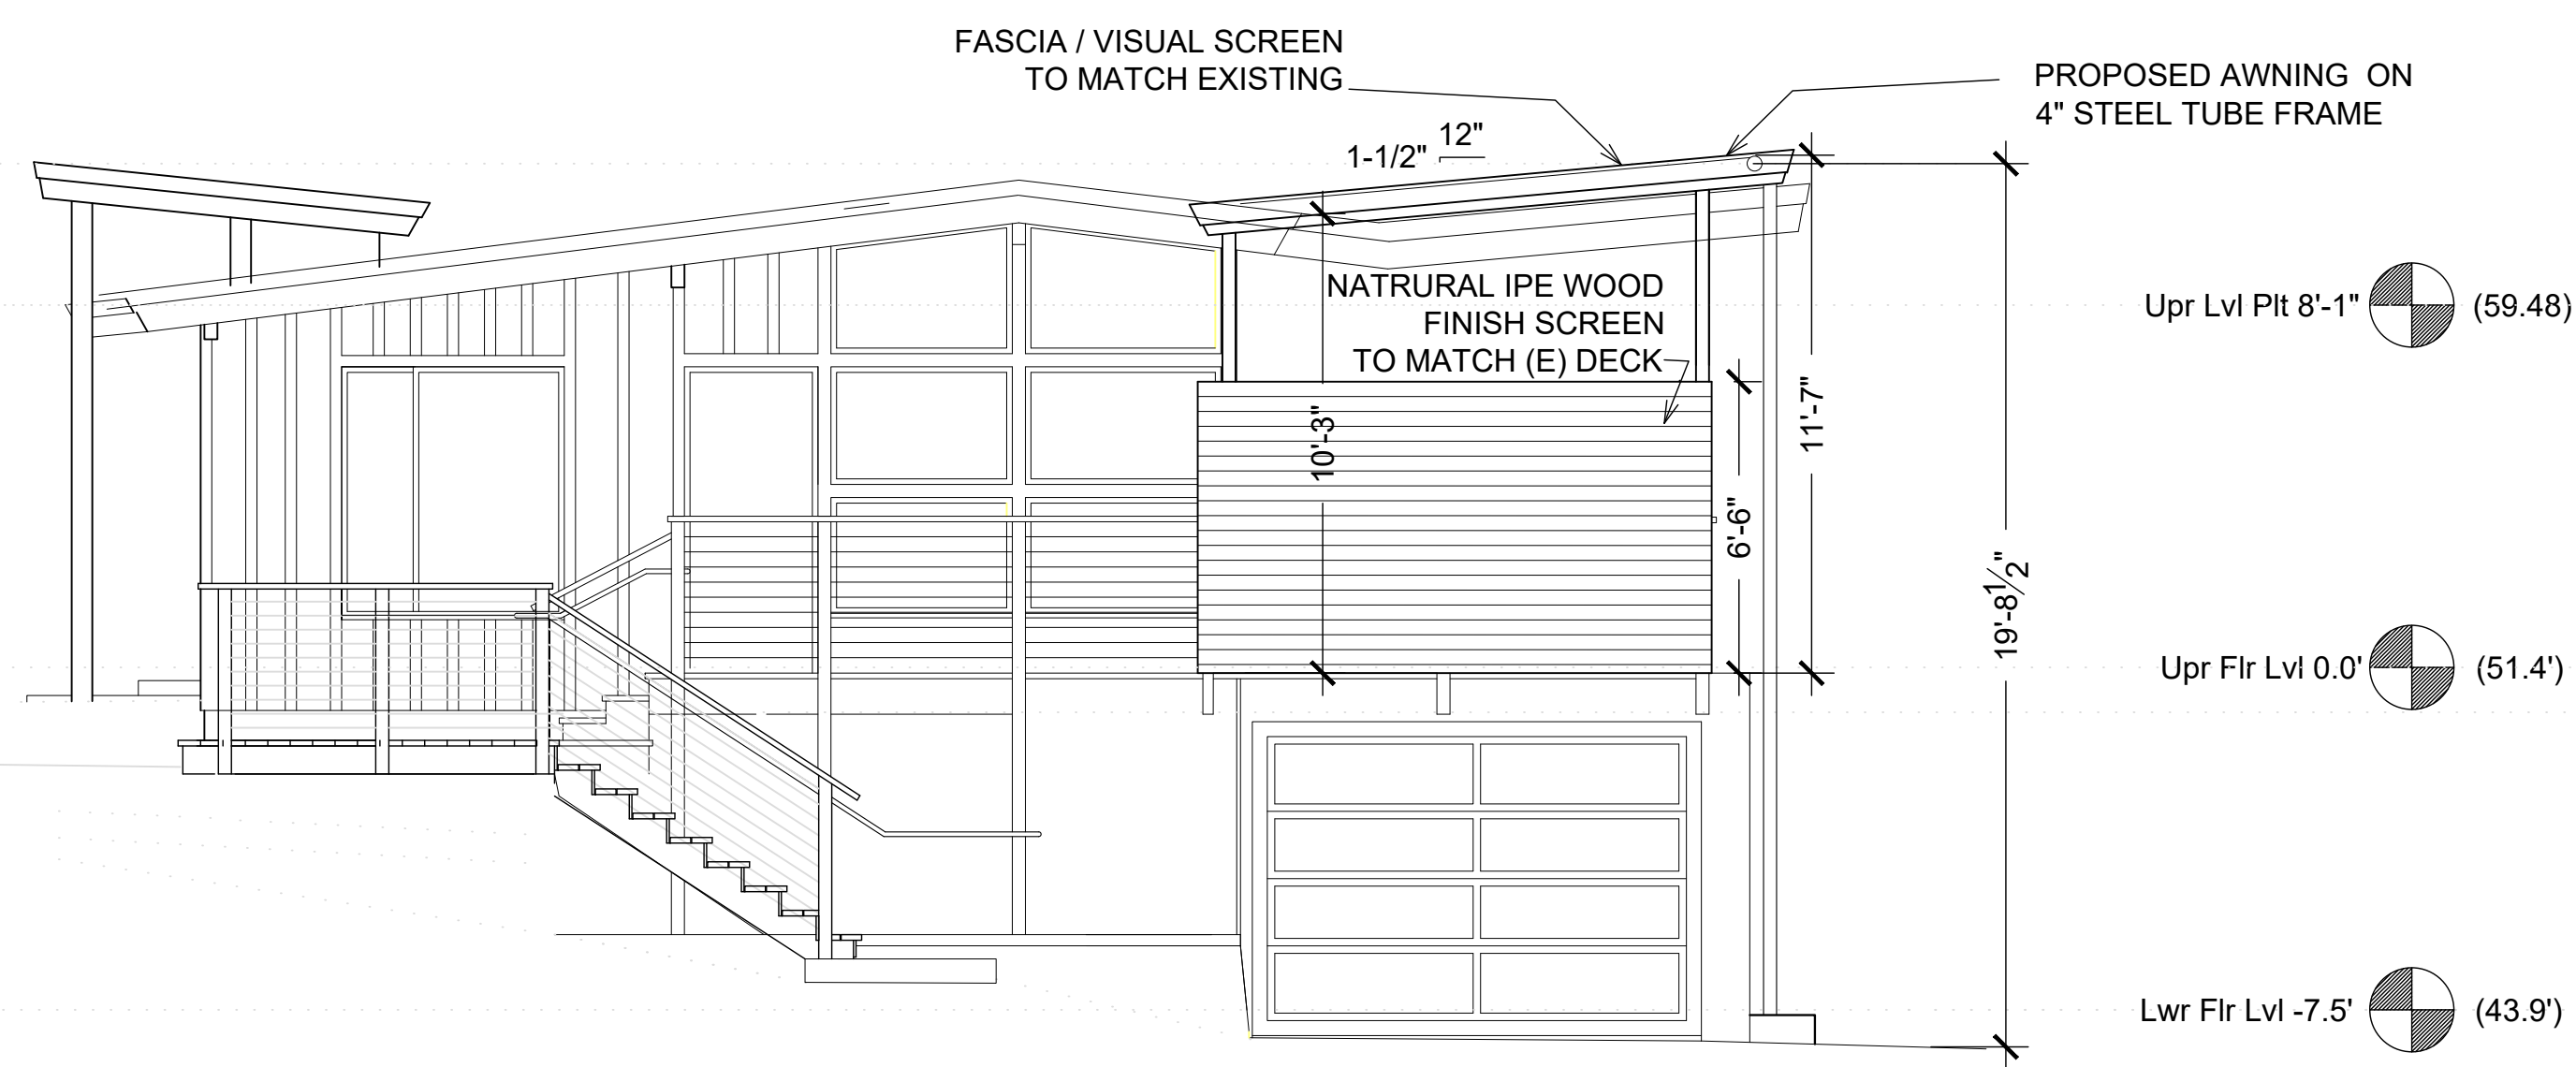 FASCIA / VISUAL SCREEN
TO MATCH EXISTING
PROPOSED AWNING ON
4" STEEL TUBE FRAME
12"
1-1/2"
NATRURAL IPE WOOD
FINISH SCREEN
TO MATCH (E) DECK
10'-3"
6'-6"
11'-7"
19'-8 1/2"
Upr Lvl Plt 8'-1" (59.48)
Upr Flr Lvl 0.0' (51.4')
Lwr Flr Lvl -7.5' (43.9')